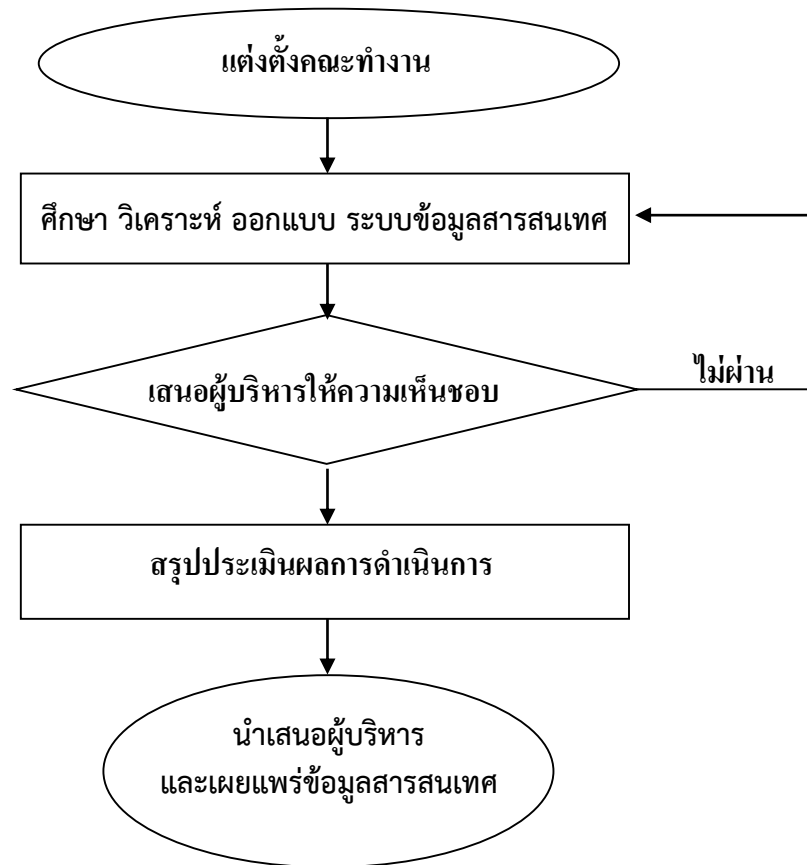 แต่งตั้งคณะทำงาน
ศึกษา วิเคราะห์ ออกแบบ ระบบข้อมูลสารสนเทศ
เสนอผู้บริหารให้ความเห็นชอบ
ไม่ผ่าน
สรุปประเมินผลการดำเนินการ
นำเสนอผู้บริหาร
และเผยแพร่ข้อมูลสารสนเทศ